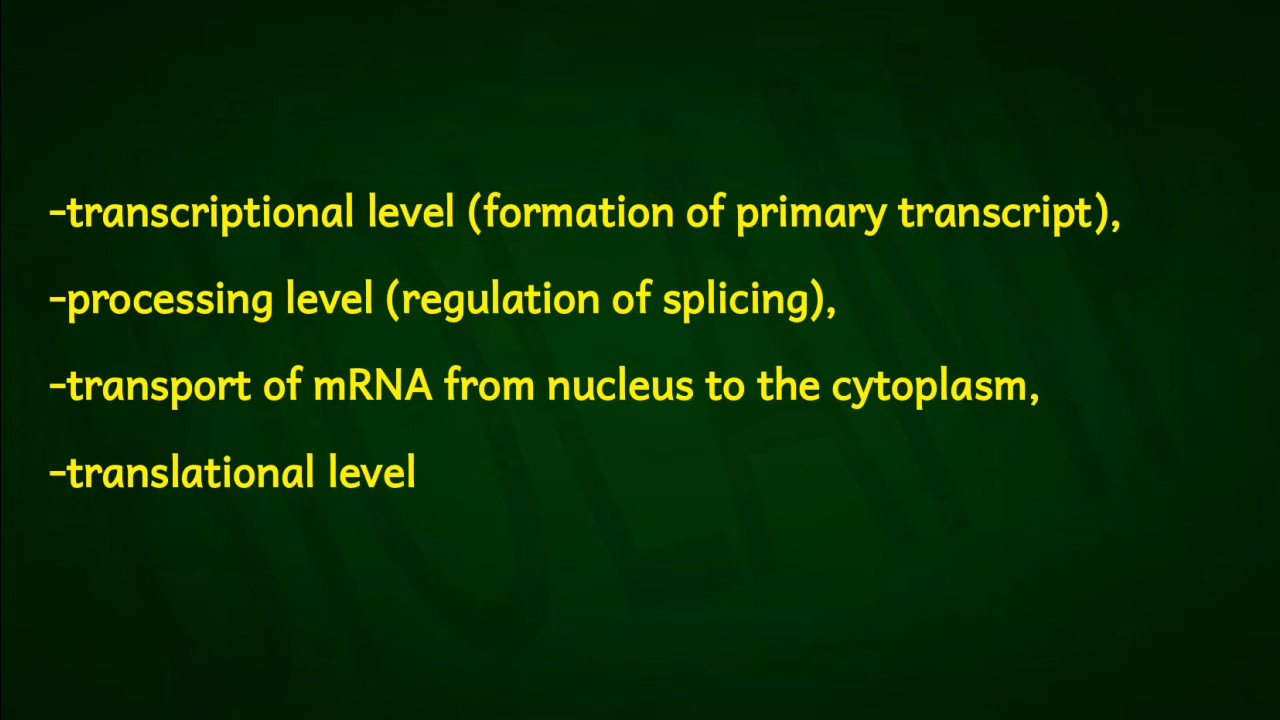 -transcriptional level (formation of primary transcript),
-processing level (regulation of splicing),
-transport of mRNA from nucleus to the cytoplasm,
-translational level